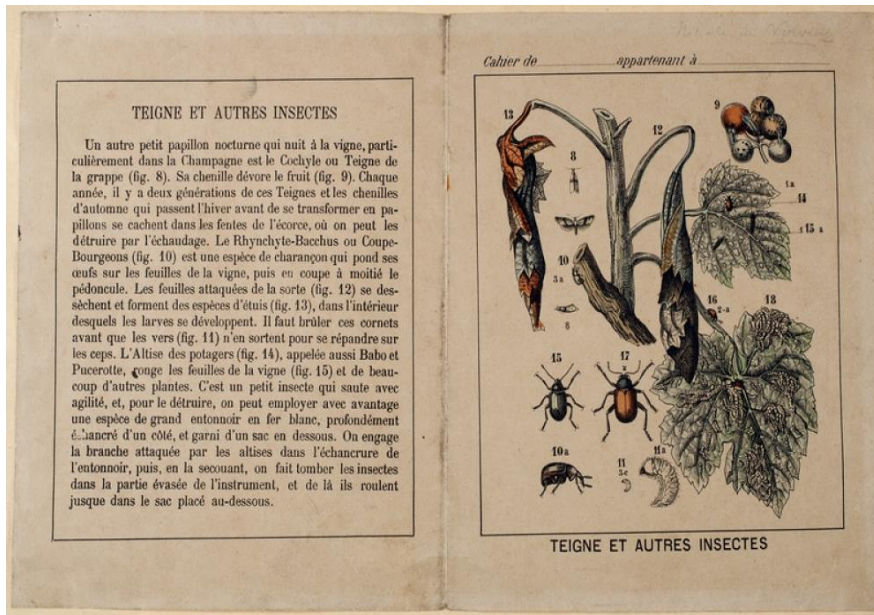 TEIGNE ET AUTRES INSECTES
Un autre petit papillon nocturne qui nuit à la vigne, parti-
culièrement dans la Champagne est le Cochyle ou Teigne de
la grappe (fig. 8). Sa chenille dévore le fruit (fig. 9). Chaque
année, il y a deux générations de ces Teignes et les chenilles
d'automne qui passent l'hiver avant de se transformer en pa-
pillons se cachent dans les fentes de l'écorce, où on peut les
détruire par l'échaudage. Le Rhynchyte-Bacchus ou Coupe-
Bourgeons (fig. 10) est une espèce de charançon qui pond ses
œufs sur les feuilles de la vigne, puis en coupe à moitié le
pédoncule. Les feuilles attaquées de la sorte (fig. 12) se des-
sèchent et forment des espèces d'étuis (fig. 13), dans l'intérieur
desquels les larves se développent. Il faut brûler ces cornets
avant que les vers (fig. 11) n'en sortent pour se répandre sur
les ceps. L'Altise des potagers (fig. 14), appelée aussi Babo et
Pucerotte, ronge les feuilles de la vigne (fig. 15) et de beau-
coup d'autres plantes. C'est un petit insecte qui saute avec
agilité, et, pour le détruire, on peut employer avec avantage
une espèce de grand entonnoir en fer blanc, profondément
échancré d'un côté, et garni d'un sac en dessous. On engage
la branche attaquée par les altises dans l'échancrure de
l'entonnoir, puis, en la secouant, on fait tomber les insectes
dans la partie évasée de l'instrument, et de là ils roulent
jusque dans le sac placé au-dessous.
Cahier de appartenant à
13
12
9
8
1a
14
15 a
10
3a
8
16
2-a
18
15
17
10a
11
3c
11a
TEIGNE ET AUTRES INSECTES